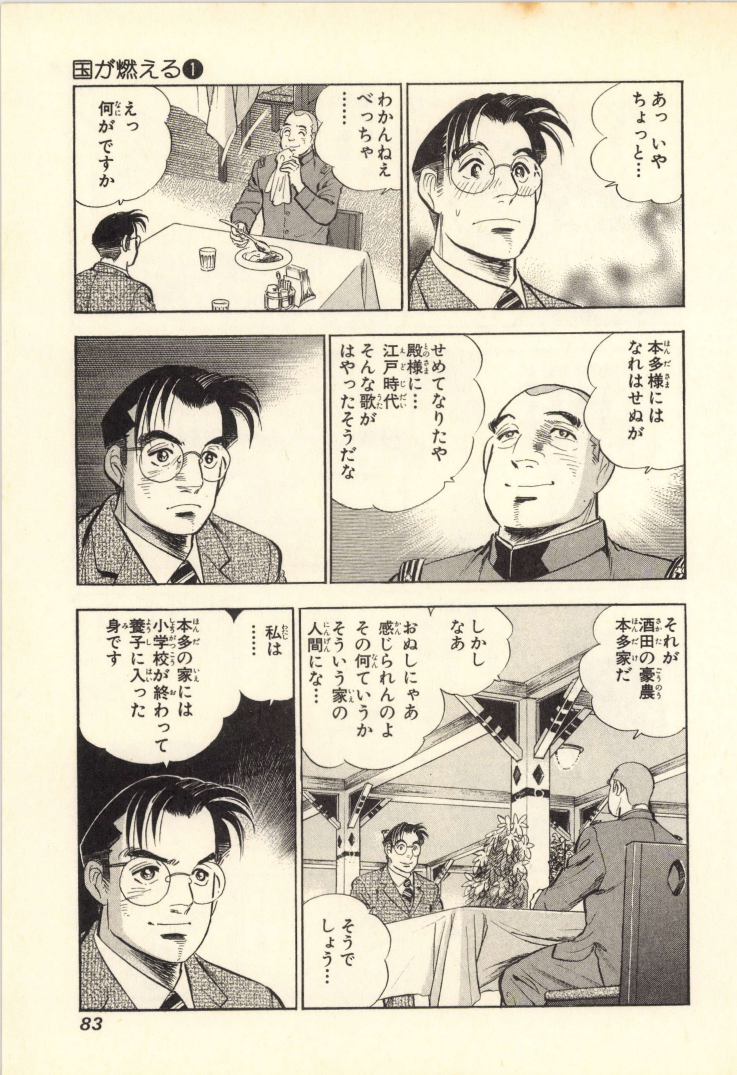 国が燃える❶
あっ いや
ちょっと…
わかんねえ
べっちゃ
………
えっ
何がですか
本多様には
なれはせぬが
せめてなりたや
殿様に…
江戸時代
そんな歌が
はやったそうだな
それが
酒田の豪農
本多家だ
しかし
なあ
おぬしにゃあ
感じられんのよ
その何ていうか
そういう家の
人間にな…
そうで
しょう…
私は
……
本多の家には
小学校が終わって
養子に入った
身です
83